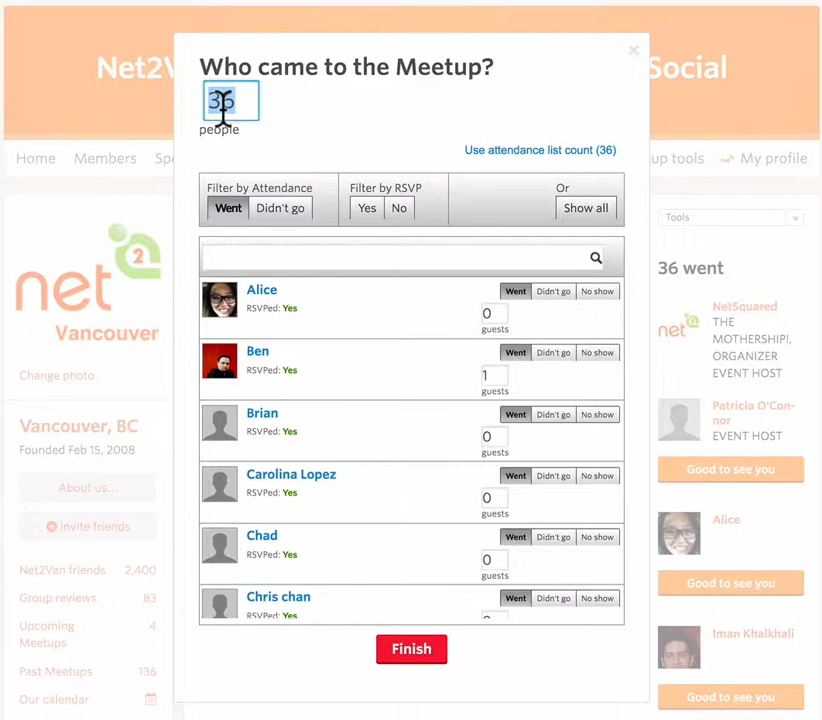 Net2V
Social
Who came to the Meetup?
×
36
people
Use attendance list count (36)
Home
Members
up tools
My profile
Filter by Attendance
Went
Didn't go
Filter by RSVP
Yes
No
Or
Show all
Alice
RSVPed: Yes
Went
Didn't go
No show
0
guests
Ben
RSVPed: Yes
Went
Didn't go
No show
1
guests
Brian
RSVPed: Yes
Went
Didn't go
No show
0
guests
Carolina Lopez
RSVPed: Yes
Went
Didn't go
No show
0
guests
Chad
RSVPed: Yes
Went
Didn't go
No show
0
guests
Chris chan
RSVPed: Yes
Went
Didn't go
No show
Finish
net2
Vancouver
Change photo
Vancouver, BC
Founded Feb 15, 2008
About us...
Invite friends
Net2Van friends 2,400
Group reviews 83
Upcoming
Meetups 4
Past Meetups 136
Our calendar
Tools
36 went
net2
NetSquared
THE
MOTHERSHIP!,
ORGANIZER
EVENT HOST
Patricia O'Con-
nor
EVENT HOST
Good to see you
Alice
Good to see you
Iman Khalkhali
Good to see you